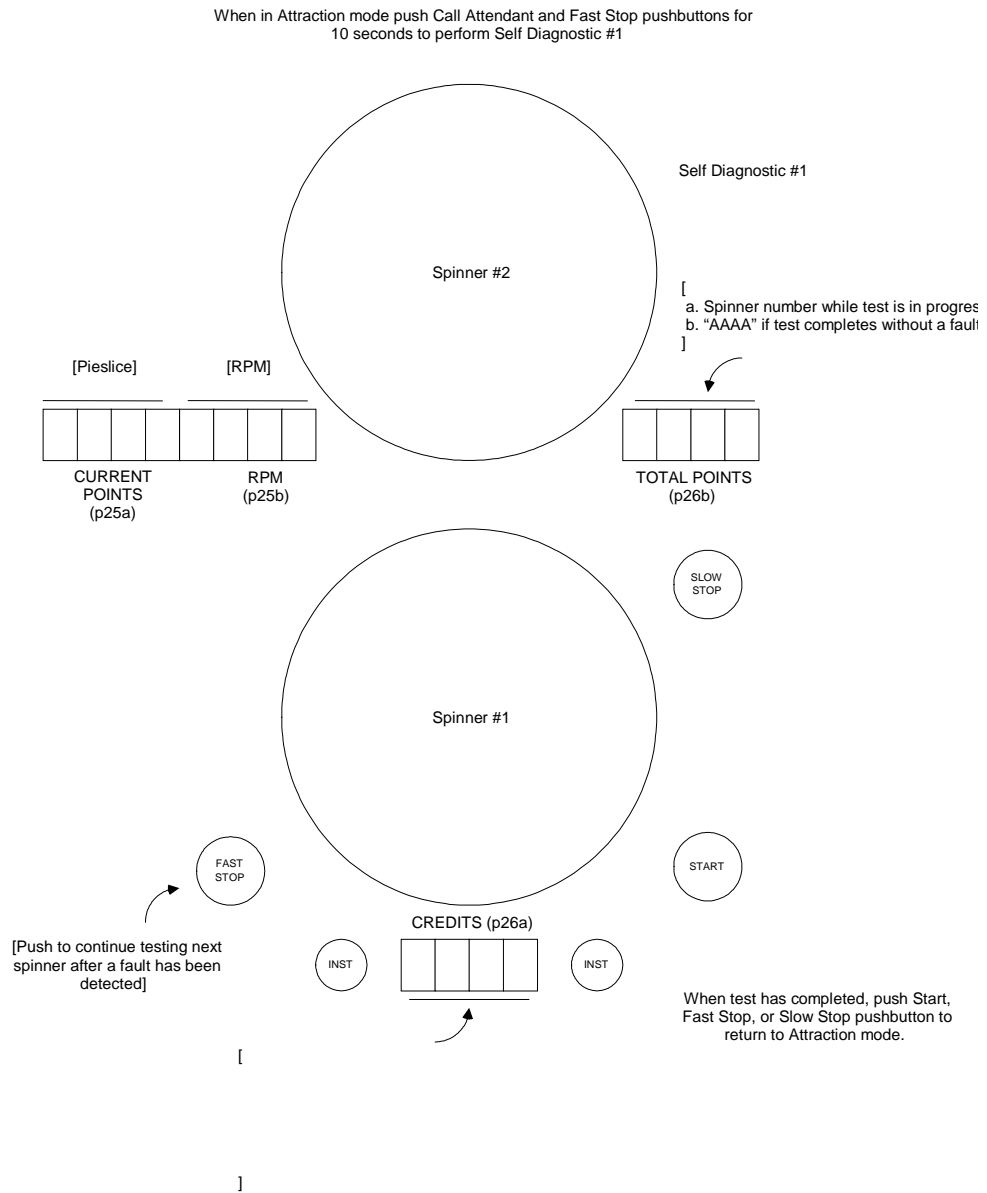 When in Attraction mode push Call Attendant and Fast Stop pushbuttons for
10 seconds to perform Self Diagnostic #1
Self Diagnostic #1
Spinner #2
[
a. Spinner number while test is in progres
b. “AAAA” if test completes without a fault
]
[Pieslice]
[RPM]
CURRENT
POINTS
(p25a)
RPM
(p25b)
TOTAL POINTS
(p26b)
SLOW
STOP
Spinner #1
FAST
STOP
START
[Push to continue testing next
spinner after a fault has been
detected]
CREDITS (p26a)
INST
INST
When test has completed, push Start,
Fast Stop, or Slow Stop pushbutton to
return to Attraction mode.
[
]